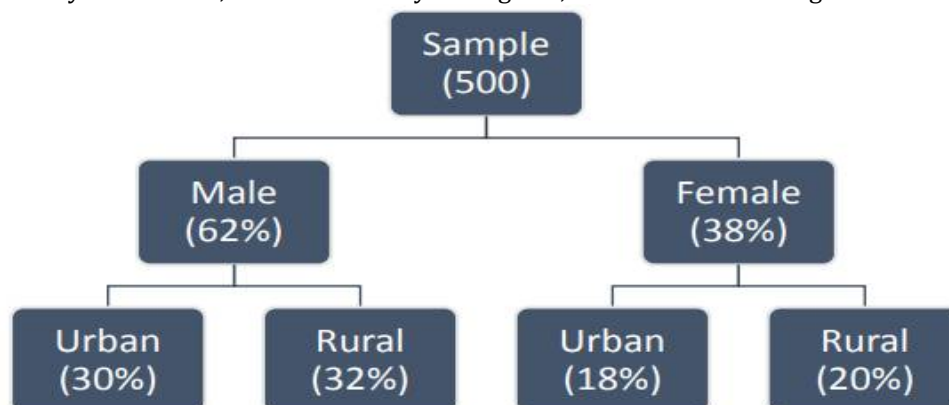 Sample
(500)
Male
(62%)
Female
(38%)
Urban
(30%)
Rural
(32%)
Urban
(18%)
Rural
(20%)